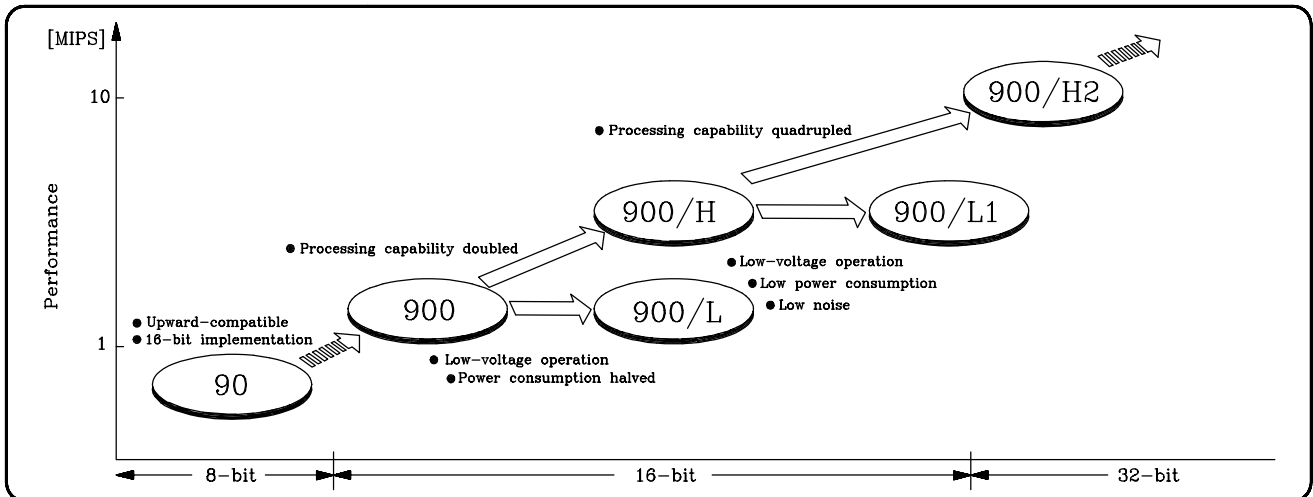 [MIPS]
10
900/H2
● Processing capability quadrupled
900/H
900/L1
Performance
● Processing capability doubled
● Low-voltage operation
● Low power consumption
● Low noise
900
900/L
● Upward-compatible
● 16-bit implementation
1
● Low-voltage operation
● Power consumption halved
90
8-bit
16-bit
32-bit